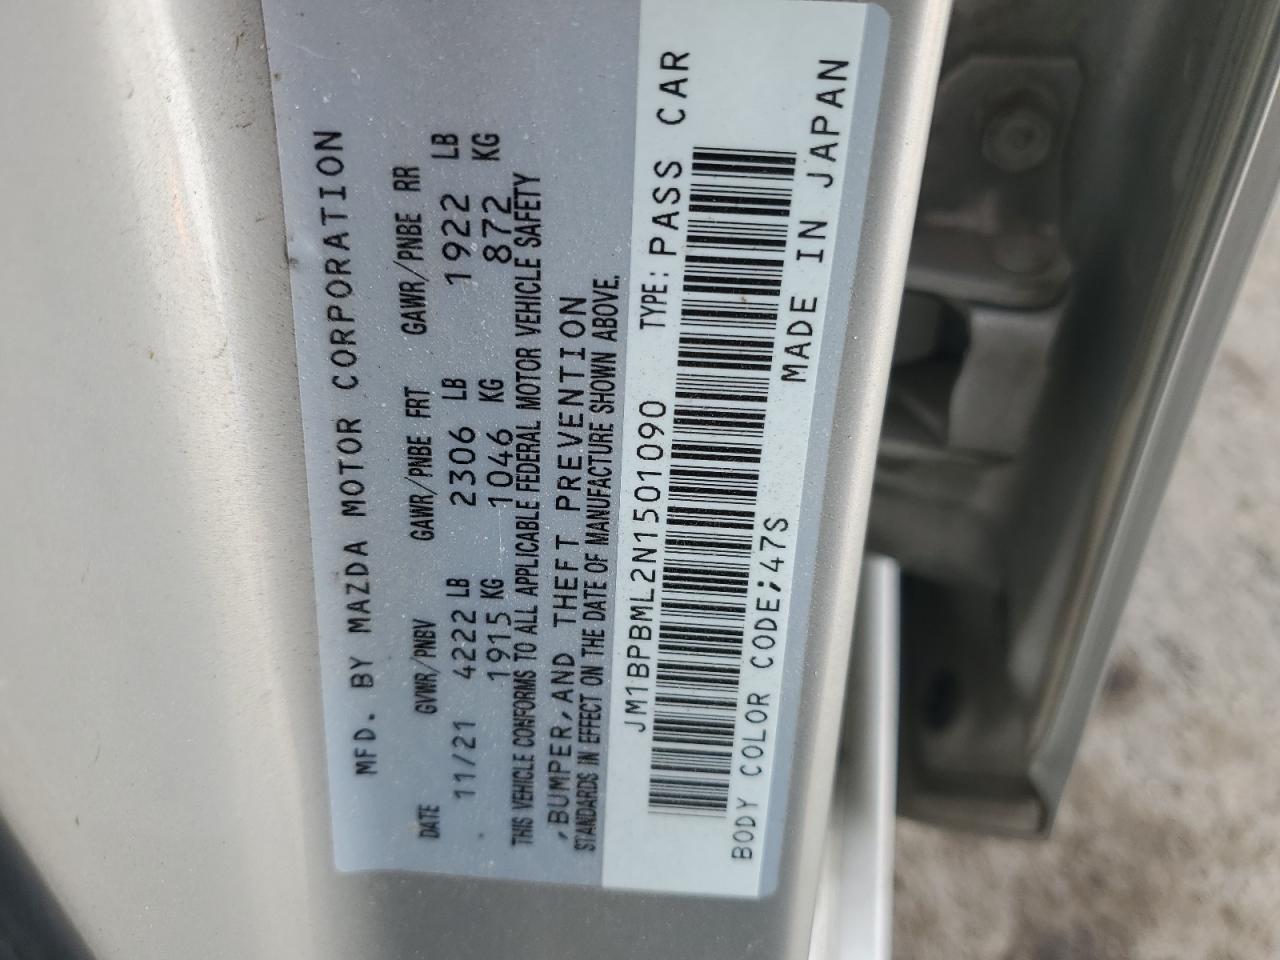 MFD. BY MAZDA MOTOR CORPORATION
DATE GVWR/PNBV GAWR/PNBE FRT GAWR/PNBE RR
11/21 4222 LB 2306 LB 1922 LB
1915 KG 1046 KG 872 KG
THIS VEHICLE CONFORMS TO ALL APPLICABLE FEDERAL MOTOR VEHICLE SAFETY
,BUMPER,AND THEFT PREVENTION
STANDARDS IN EFFECT ON THE DATE OF MANUFACTURE SHOWN ABOVE.
JM1BPBML2N1501090 TYPE: PASS CAR
BODY COLOR CODE;47S MADE IN JAPAN